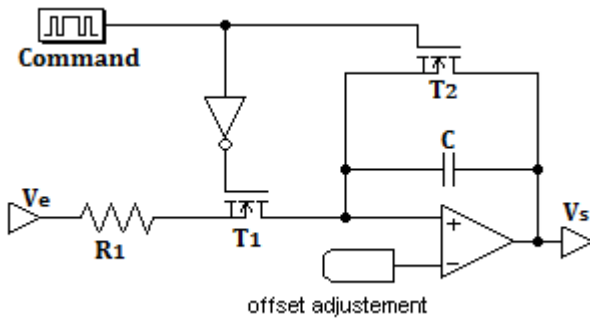 Command
T2
C
Ve
Vs
R1
T1
+
−
offset adjustement